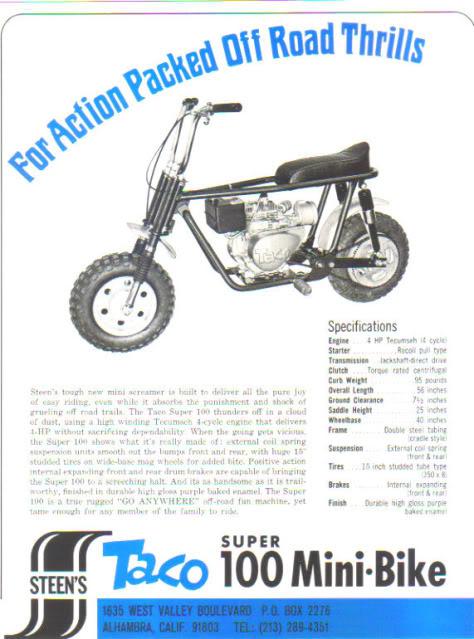 For Action Packed Off Road Thrills
Taco
Specifications
Engine . . . 4 HP Tecumseh (4 cycle)
Starter . . . Recoil pull type
Transmission . Jackshaft-direct drive
Clutch . . . Torque rated centrifugal
Curb Weight . . . 95 pounds
Overall Length . . . 56 inches
Ground Clearance . . . 7½ inches
Saddle Height . . . 25 inches
Wheelbase . . . 40 inches
Frame . . . Double steel tubing
(cradle style)
Suspension . . . External coil spring
(front & rear)
Tires . . . 15 inch studded tube type
(350 x 8)
Brakes . . . Internal expanding
(front & rear)
Finish . . . Durable high gloss purple
baked enamel
Steen's tough new mini screamer is built to deliver all the pure joy
of easy riding, even while it absorbs the punishment and shock of
grueling off road trails. The Taco Super 100 thunders off in a cloud
of dust, using a high winding Tecumseh 4-cycle engine that delivers
4-HP without sacrificing dependability. When the going gets vicious,
the Super 100 shows what it's really made of: external coil spring
suspension units smooth out the bumps front and rear, with huge 15"
studded tires on wide-base mag wheels for added bite. Positive action
internal expanding front and rear drum brakes are capable of bringing
the Super 100 to a screeching halt. And its as handsome as it is trail-
worthy, finished in durable high gloss purple baked enamel. The Super
100 is a true rugged "GO ANYWHERE" off-road fun machine, yet
tame enough for any member of the family to ride.
STEEN'S
Taco SUPER
100 Mini-Bike
1635 WEST VALLEY BOULEVARD P.O. BOX 2276
ALHAMBRA, CALIF. 91803 TEL: (213) 289-4351